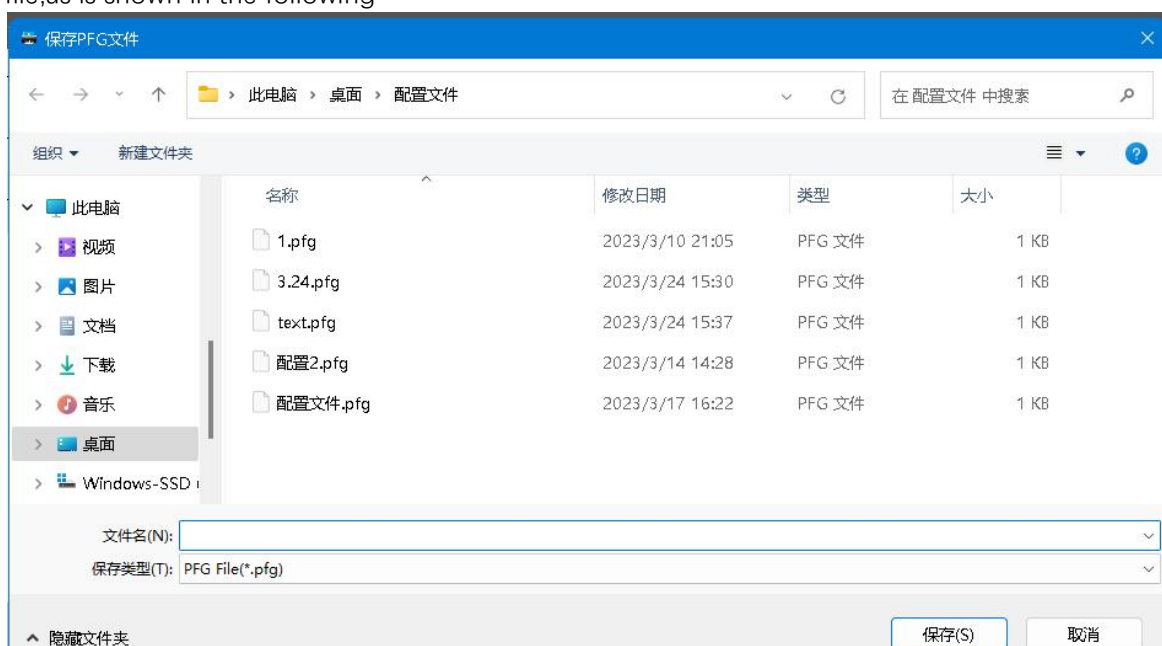 file,as is shown in the following
保存PFG文件
此电脑 › 桌面 › 配置文件
在 配置文件 中搜索
组织 新建文件夹
名称 修改日期 类型 大小
此电脑
视频
图片
文档
下载
音乐
桌面
Windows-SSD
1.pfg 2023/3/10 21:05 PFG 文件 1 KB
3.24.pfg 2023/3/24 15:30 PFG 文件 1 KB
text.pfg 2023/3/24 15:37 PFG 文件 1 KB
配置2.pfg 2023/3/14 14:28 PFG 文件 1 KB
配置文件.pfg 2023/3/17 16:22 PFG 文件 1 KB
文件名(N):
保存类型(T): PFG File(*.pfg)
隐藏文件夹 保存(S) 取消